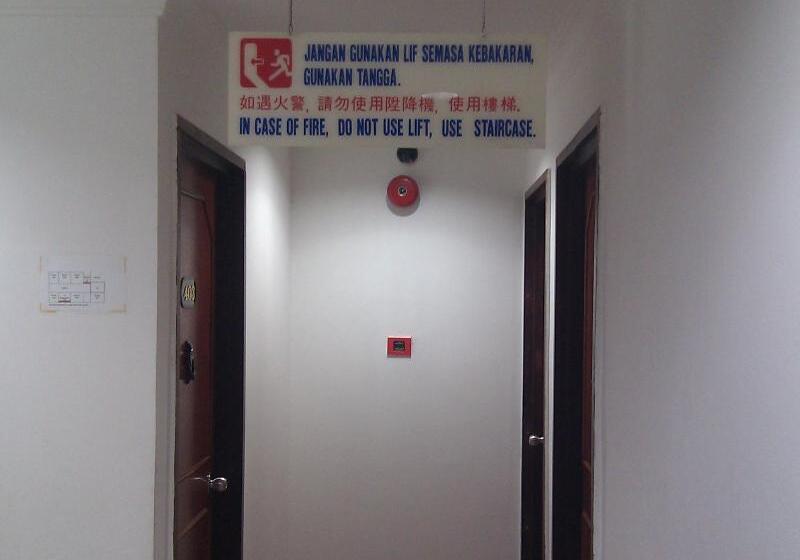 JANGAN GUNAKAN LIF SEMASA KEBAKARAN,
GUNAKAN TANGGA.
如遇火警, 請勿使用陞降機, 使用樓梯.
IN CASE OF FIRE, DO NOT USE LIFT, USE STAIRCASE.
403